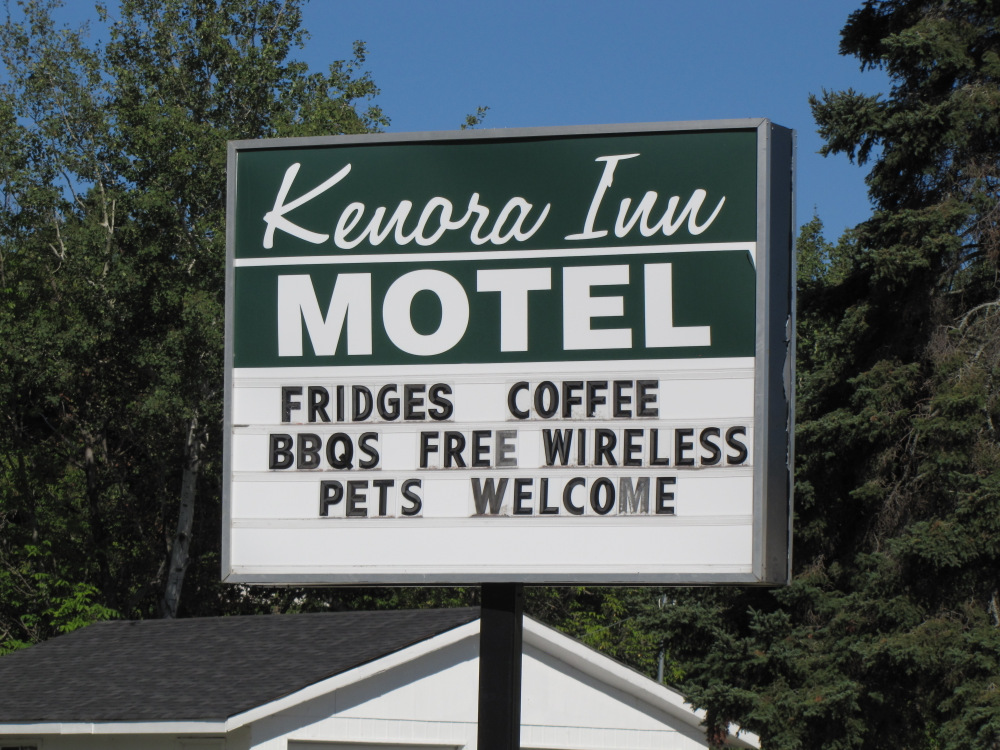 Kenora Inn
MOTEL
FRIDGES COFFEE
BBQS FREE WIRELESS
PETS WELCOME